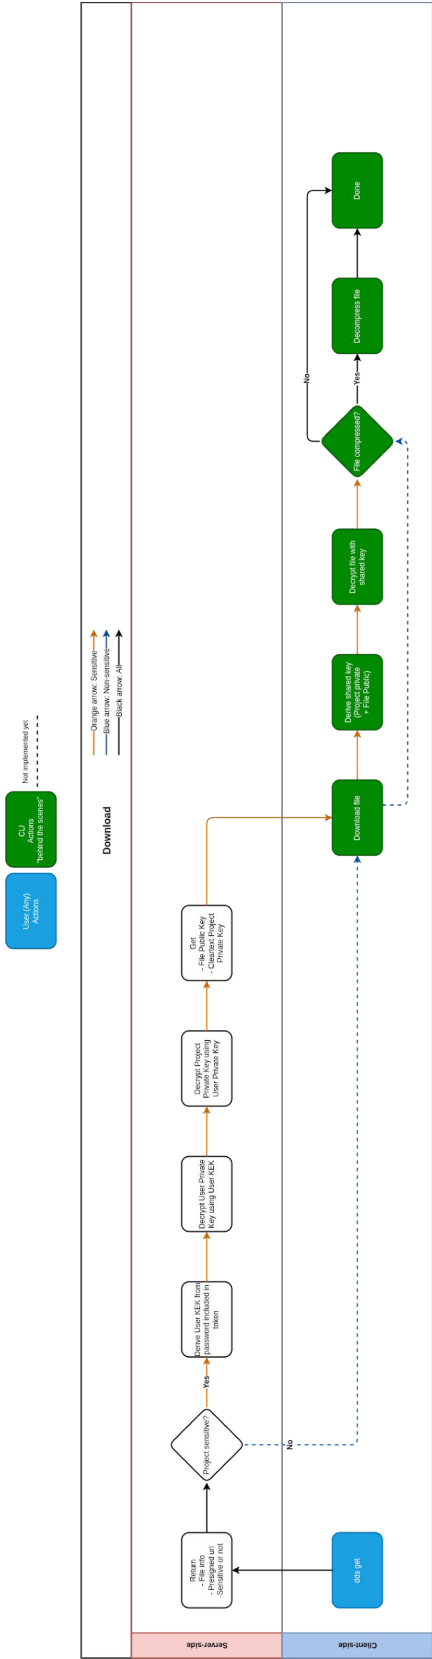 User (Any)
Actions
CLI
Actions
"behind the scenes"
Not implemented yet
Download
Orange arrow: Sensitive
Blue arrow: Non-sensitive
Black arrow: All
Server-side
Return
- File info
- Presigned url
-Sensitive or not
Project sensitive?
Yes
No
Derive User KEK from
password included in
token
Decrypt User Private
Key using User KEK
Decrypt Project
Private Key using
User Private Key
Get
- File Public Key
- Cleartext Project
Private Key
Client-side
dds get
Download file
Derive shared key
(Project private
+ File Public)
Decrypt file with
shared key
File compressed?
Yes
No
Decompress file
Done